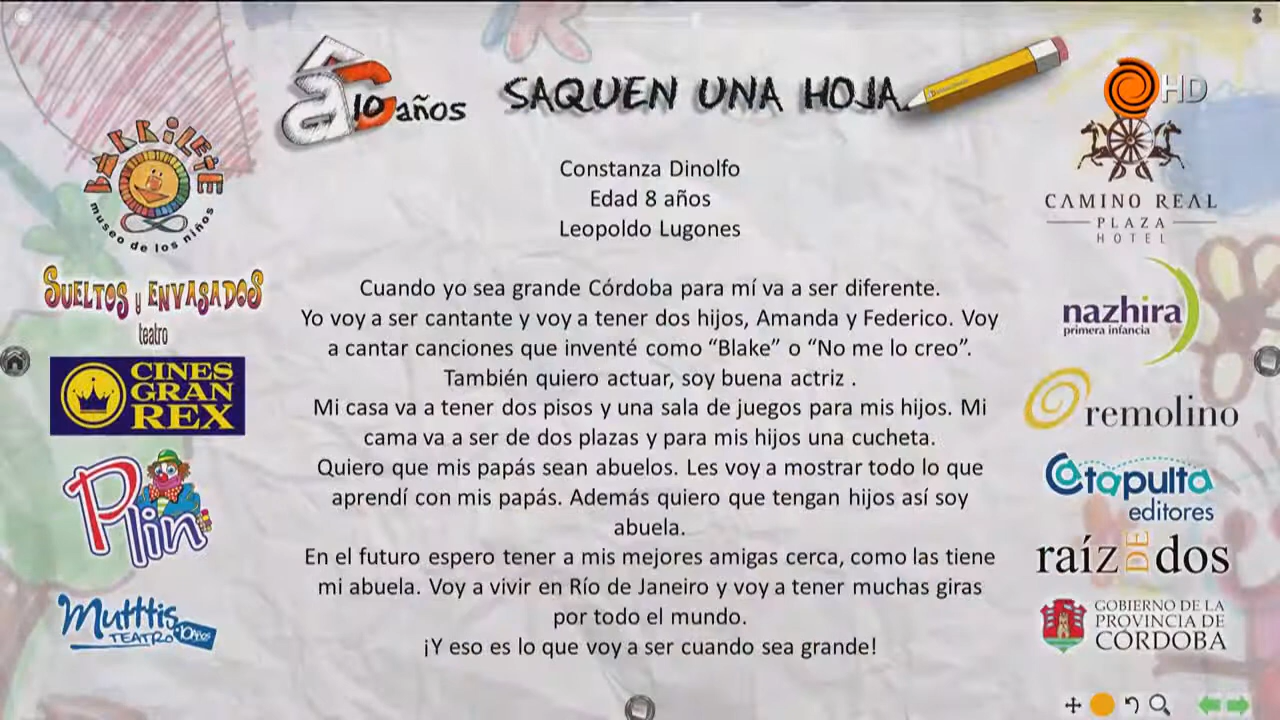 a 10 años
SAQUEN UNA HOJA.
HD
Constanza Dinolfo
Edad 8 años
Leopoldo Lugones
Cuando yo sea grande Córdoba para mí va a ser diferente.
Yo voy a ser cantante y voy a tener dos hijos, Amanda y Federico. Voy
a cantar canciones que inventé como “Blake” o “No me lo creo”.
También quiero actuar, soy buena actriz .
Mi casa va a tener dos pisos y una sala de juegos para mis hijos. Mi
cama va a ser de dos plazas y para mis hijos una cucheta.
Quiero que mis papás sean abuelos. Les voy a mostrar todo lo que
aprendí con mis papás. Además quiero que tengan hijos así soy
abuela.
En el futuro espero tener a mis mejores amigas cerca, como las tiene
mi abuela. Voy a vivir en Río de Janeiro y voy a tener muchas giras
por todo el mundo.
¡Y eso es lo que voy a ser cuando sea grande!
BARRILETE
museo de los niños
SUELTOS y ENVASADOS
teatro
CINES
GRAN
REX
Plin
Mutttis
TEATRO 10 AÑOS
CAMINO REAL
PLAZA
HOTEL
nazhira
primera infancia
remolino
Catapulta
editores
raíz DE dos
GOBIERNO DE LA
PROVINCIA DE
CÓRDOBA